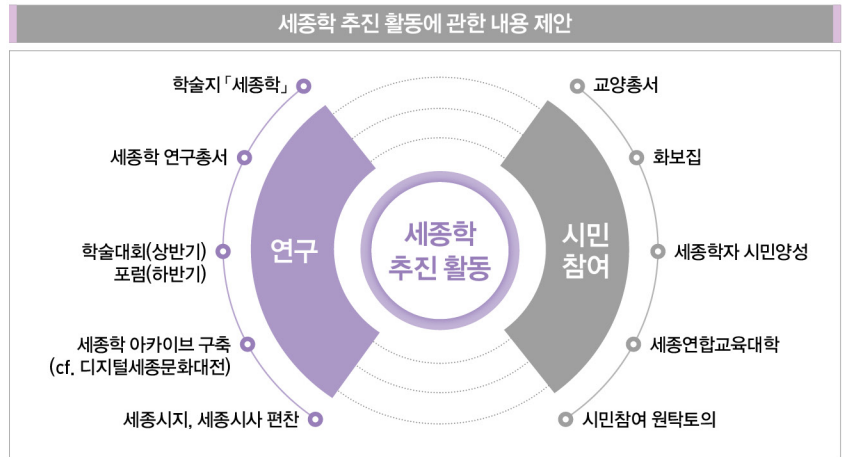 세종학 추진 활동에 관한 내용 제안
학술지 「세종학」
세종학 연구총서
학술대회(상반기)
포럼(하반기)
세종학 아카이브 구축
(cf. 디지털세종문화대전)
세종시지, 세종시사 편찬
연구
세종학
추진 활동
시민
참여
교양총서
화보집
세종학자 시민양성
세종연합교육대학
시민참여 원탁토의